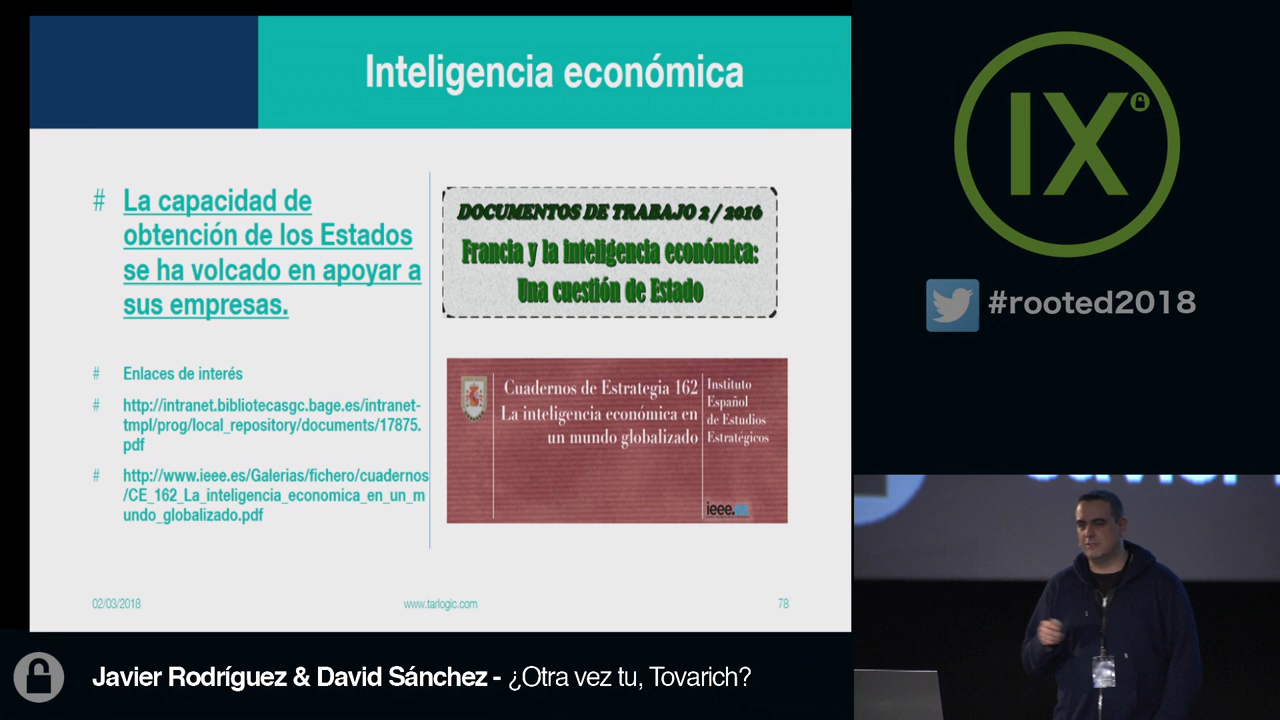 Inteligencia económica
# La capacidad de
obtención de los Estados
se ha volcado en apoyar a
sus empresas.
# Enlaces de interés
# http://intranet.bibliotecasgc.bage.es/intranet-
tmpl/prog/local_repository/documents/17875.
pdf
# http://www.ieee.es/Galerias/fichero/cuadernos
/CE_162_La_inteligencia_economica_en_un_m
undo_globalizado.pdf
DOCUMENTOS DE TRABAJO 2 / 2016
Francia y la inteligencia económica:
Una cuestión de Estado
Cuadernos de Estrategia 162
La inteligencia económica en
un mundo globalizado
Instituto
Español
de Estudios
Estratégicos
ieee.es
02/03/2018
www.tarlogic.com
78
IX
#rooted2018
Javier Rodríguez & David Sánchez - ¿Otra vez tu, Tovarich?